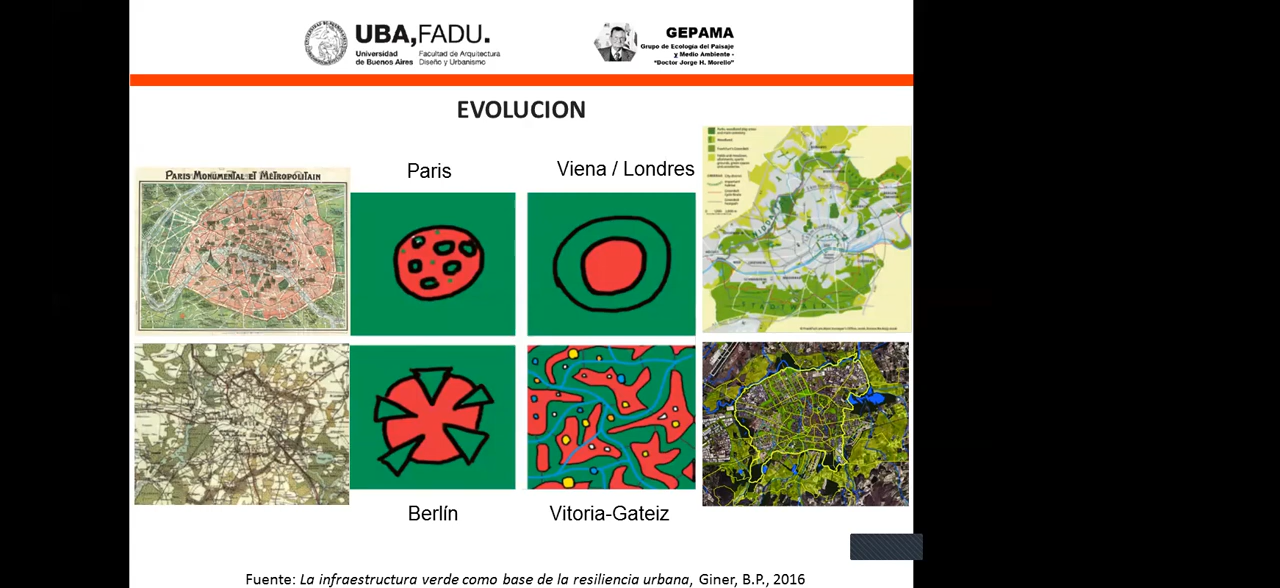 UBA,FADU.
Universidad
de Buenos Aires
Facultad de Arquitectura
Diseño y Urbanismo
GEPAMA
Grupo de Ecología del Paisaje
y Medio Ambiente -
"Doctor Jorge H. Morello"
EVOLUCION
Paris
Viena / Londres
PARIS MONUMENTAL ET MÉTROPOLITAIN
Berlín
Vitoria-Gateiz
Fuente: La infraestructura verde como base de la resiliencia urbana, Giner, B.P., 2016